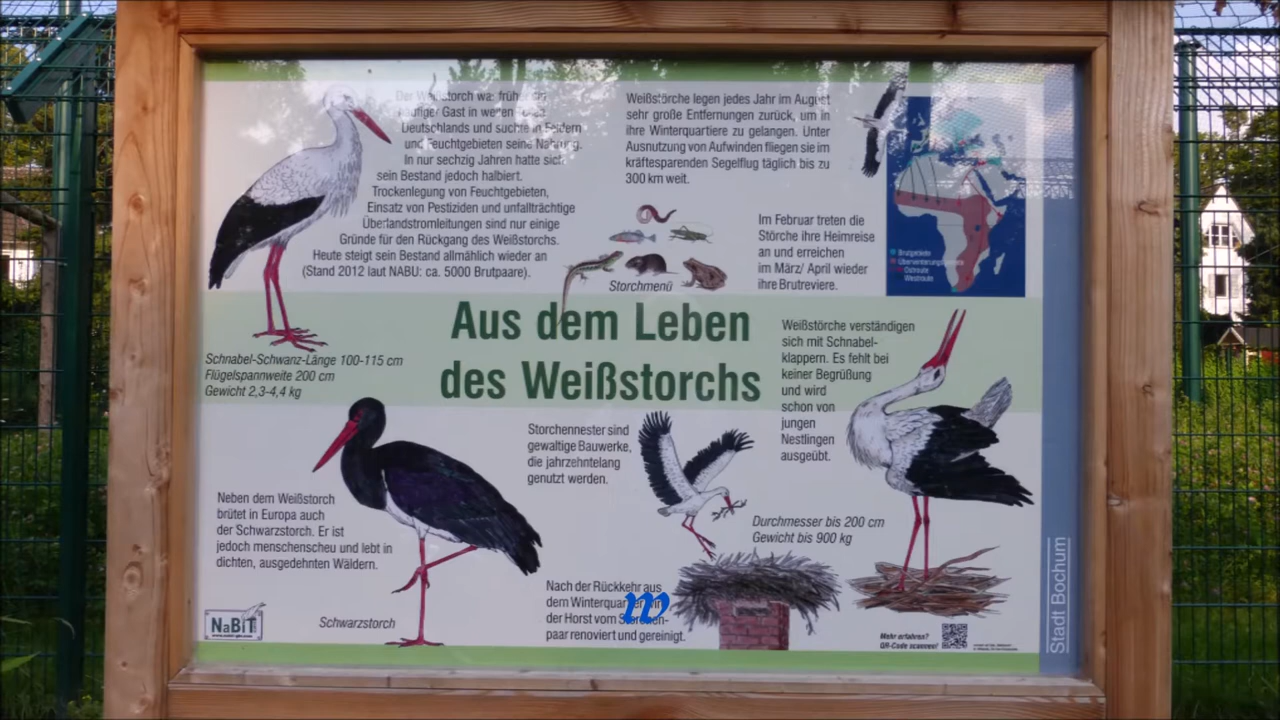 Der Weißstorch war früher ein
häufiger Gast in weiten Teilen
Deutschlands und suchte in Feldern
und Feuchtgebieten seine Nahrung.
In nur sechzig Jahren hatte sich
sein Bestand jedoch halbiert.
Trockenlegung von Feuchtgebieten,
Einsatz von Pestiziden und unfallträchtige
Überlandstromleitungen sind nur einige
Gründe für den Rückgang des Weißstorchs.
Heute steigt sein Bestand allmählich wieder an
(Stand 2012 laut NABU: ca. 5000 Brutpaare).
Schnabel-Schwanz-Länge 100-115 cm
Flügelspannweite 200 cm
Gewicht 2,3-4,4 kg
Weißstörche legen jedes Jahr im August
sehr große Entfernungen zurück, um in
ihre Winterquartiere zu gelangen. Unter
Ausnutzung von Aufwinden fliegen sie im
kräftesparenden Segelflug täglich bis zu
300 km weit.
Im Februar treten die
Störche ihre Heimreise
an und erreichen
im März/ April wieder
ihre Brutreviere.
Brutgebiete
Ostroute
Westroute
Storchmenü
Aus dem Leben
des Weißstorchs
Weißstörche verständigen
sich mit Schnabel-
klappern. Es fehlt bei
keiner Begrüßung
und wird
schon von
jungen
Nestlingen
ausgeübt.
Storchennester sind
gewaltige Bauwerke,
die jahrzehntelang
genutzt werden.
Durchmesser bis 200 cm
Gewicht bis 900 kg
Neben dem Weißstorch
brütet in Europa auch
der Schwarzstorch. Er ist
jedoch menschenscheu und lebt in
dichten, ausgedehnten Wäldern.
Schwarzstorch
Nach der Rückkehr aus
dem Winterquartier wird
der Horst vom Storchen-
paar renoviert und gereinigt.
w
NaBiT
Mehr erfahren?
QR-Code scannen!
Stadt Bochum